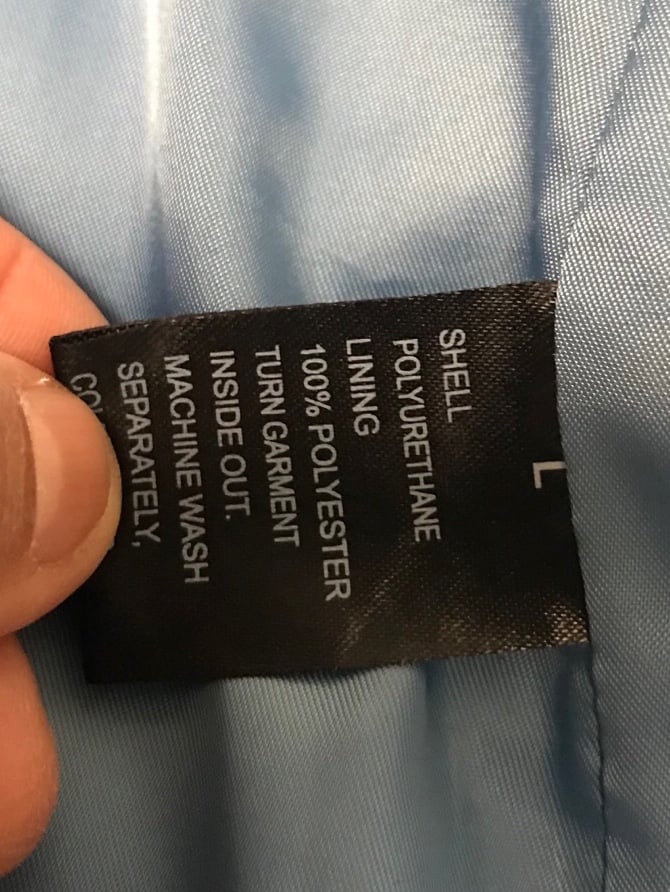 L
SHELL
POLYURETHANE
LINING
100% POLYESTER
TURN GARMENT
INSIDE OUT.
MACHINE WASH
SEPARATELY,